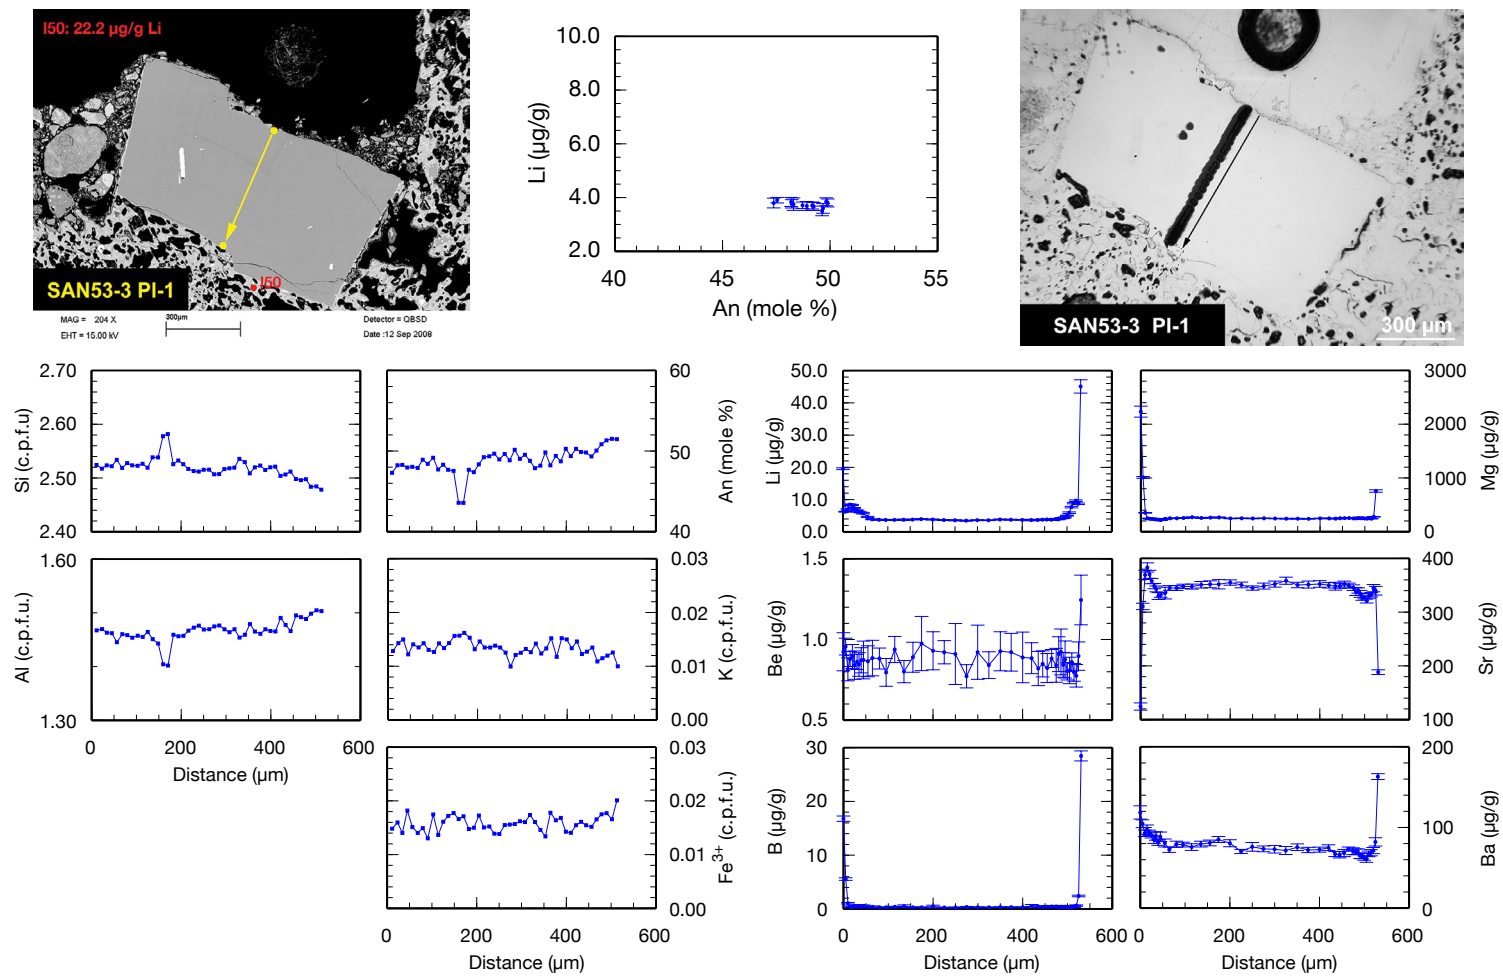 I50: 22.2 µg/g Li
I50
SAN53-3 PI-1
MAG = 204 X
EHT = 15.00 kV
300µm
Detector = QBSD
Date :12 Sep 2008
10.0
8.0
6.0
4.0
2.0
Li (µg/g)
40
45
50
55
An (mole %)
SAN53-3 PI-1
300 µm
2.70
2.60
2.50
2.40
Si (c.p.f.u)
60
50
40
An (mole %)
50.0
40.0
30.0
20.0
10.0
0.0
Li (µg/g)
3000
2000
1000
0
Mg (µg/g)
1.60
1.30
Al (c.p.f.u.)
0
200
400
600
Distance (µm)
0.03
0.02
0.01
0.00
K (c.p.f.u.)
1.5
1.0
0.5
Be (µg/g)
400
300
200
100
Sr (µg/g)
0.03
0.02
0.01
0.00
Fe3+ (c.p.f.u.)
0
200
400
600
Distance (µm)
30
20
10
0
B (µg/g)
0
200
400
600
Distance (µm)
200
100
0
Ba (µg/g)
0
200
400
600
Distance (µm)